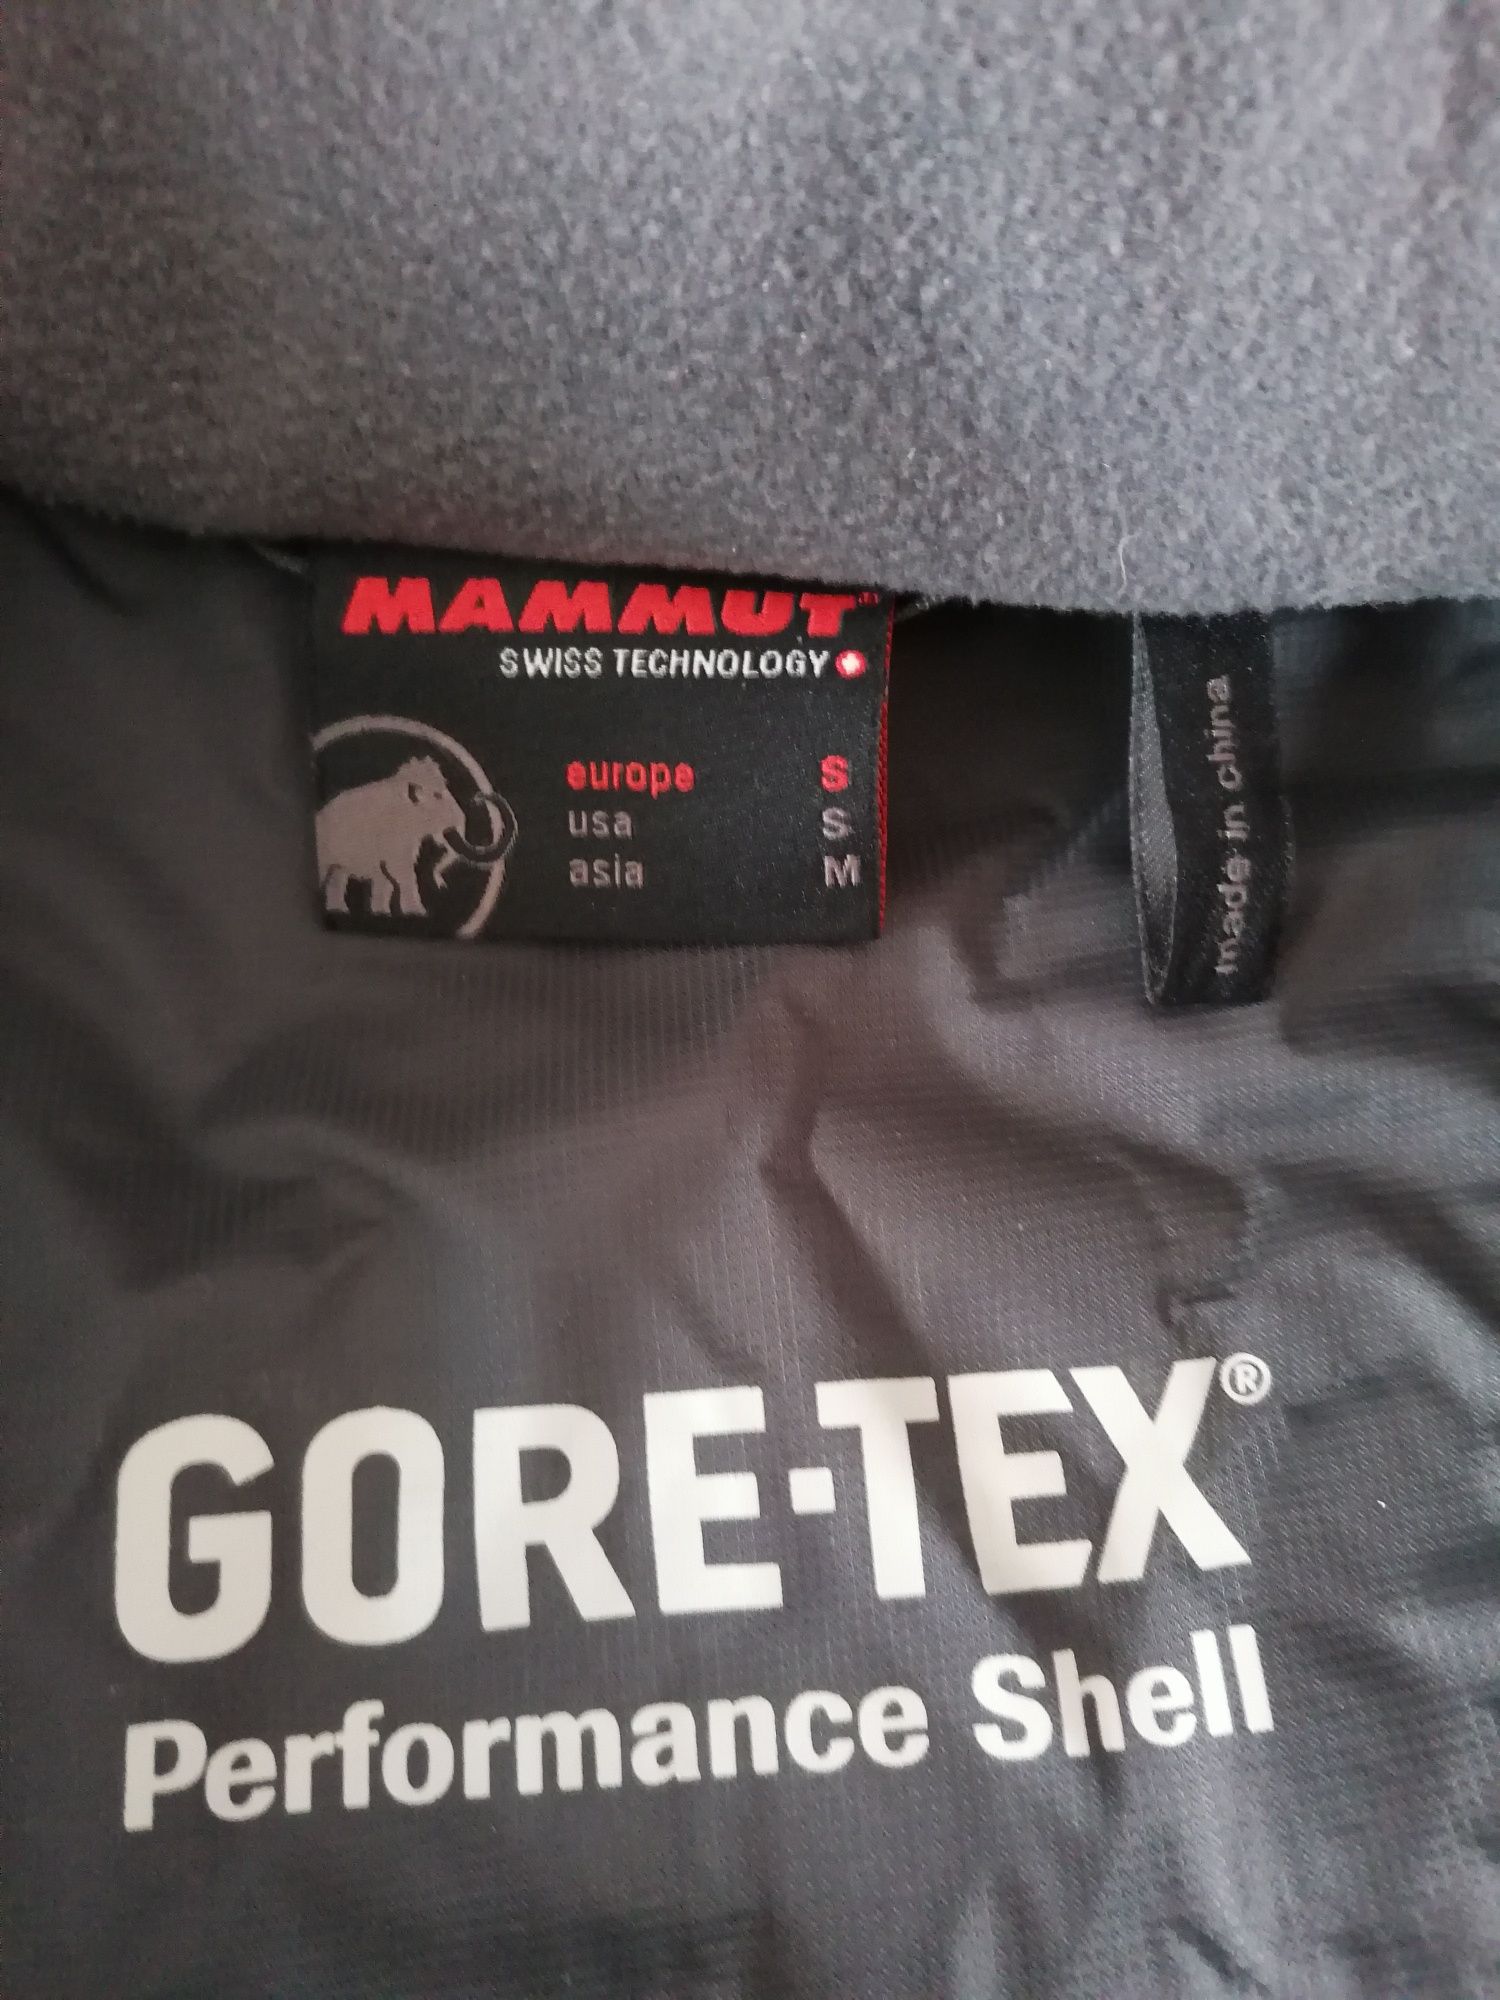 MAMMUT
SWISS TECHNOLOGY
europe S
usa S
asia M
made in china
GORE-TEX®
Performance Shell